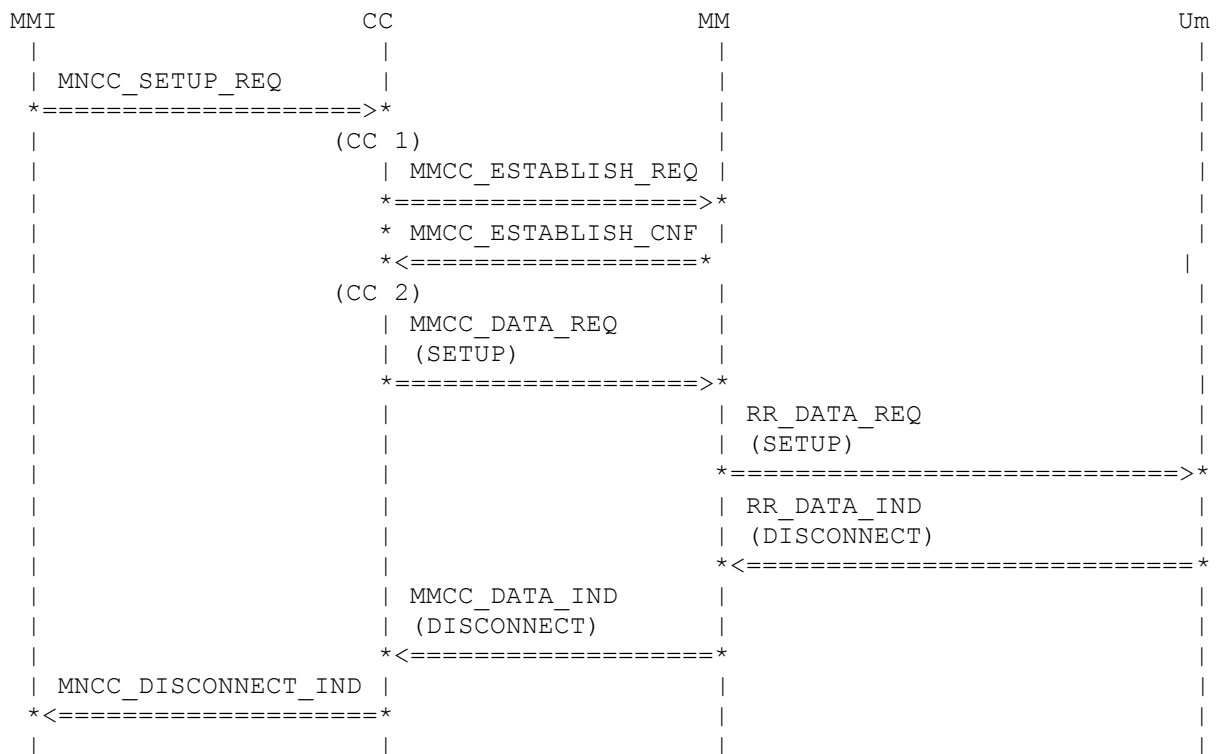 MMI CC MM Um
MNCC_SETUP_REQ
(CC 1)
MMCC_ESTABLISH_REQ
MMCC_ESTABLISH_CNF
(CC 2)
MMCC_DATA_REQ
(SETUP)
RR_DATA_REQ
(SETUP)
RR_DATA_IND
(DISCONNECT)
MMCC_DATA_IND
(DISCONNECT)
MNCC_DISCONNECT_IND